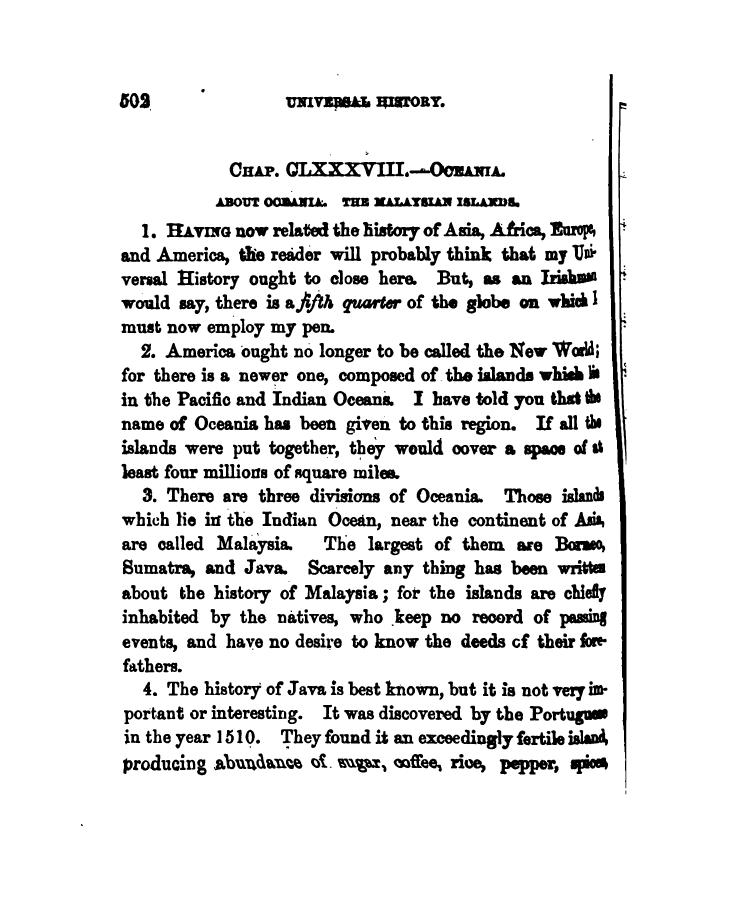 502 UNIVERSAL HISTORY.
CHAP. CLXXXVIII.—OCEANIA.
ABOUT OCEANIA. THE MALAYSIAN ISLANDS.
1. HAVING now related the history of Asia, Africa, Europe,
and America, the reader will probably think that my Uni-
versal History ought to close here. But, as an Irishman
would say, there is a fifth quarter of the globe on which I
must now employ my pen.
2. America ought no longer to be called the New World;
for there is a newer one, composed of the islands which lie
in the Pacific and Indian Oceans. I have told you that the
name of Oceania has been given to this region. If all the
islands were put together, they would cover a space of at
least four millions of square miles.
3. There are three divisions of Oceania. Those islands
which lie in the Indian Ocean, near the continent of Asia,
are called Malaysia. The largest of them are Borneo,
Sumatra, and Java. Scarcely any thing has been written
about the history of Malaysia; for the islands are chiefly
inhabited by the natives, who keep no record of passing
events, and have no desire to know the deeds of their fore-
fathers.
4. The history of Java is best known, but it is not very im-
portant or interesting. It was discovered by the Portuguese
in the year 1510. They found it an exceedingly fertile island,
producing abundance of sugar, coffee, rice, pepper, spices,